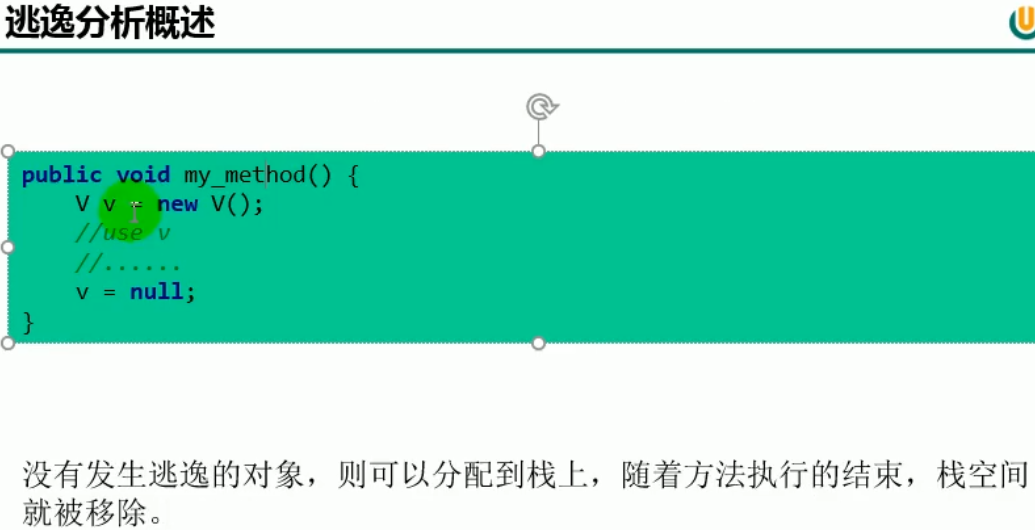 逃逸分析概述
public void my_method() {
V v = new V();
//use v
//......
v = null;
}
没有发生逃逸的对象，则可以分配到栈上，随着方法执行的结束，栈空间
就被移除。